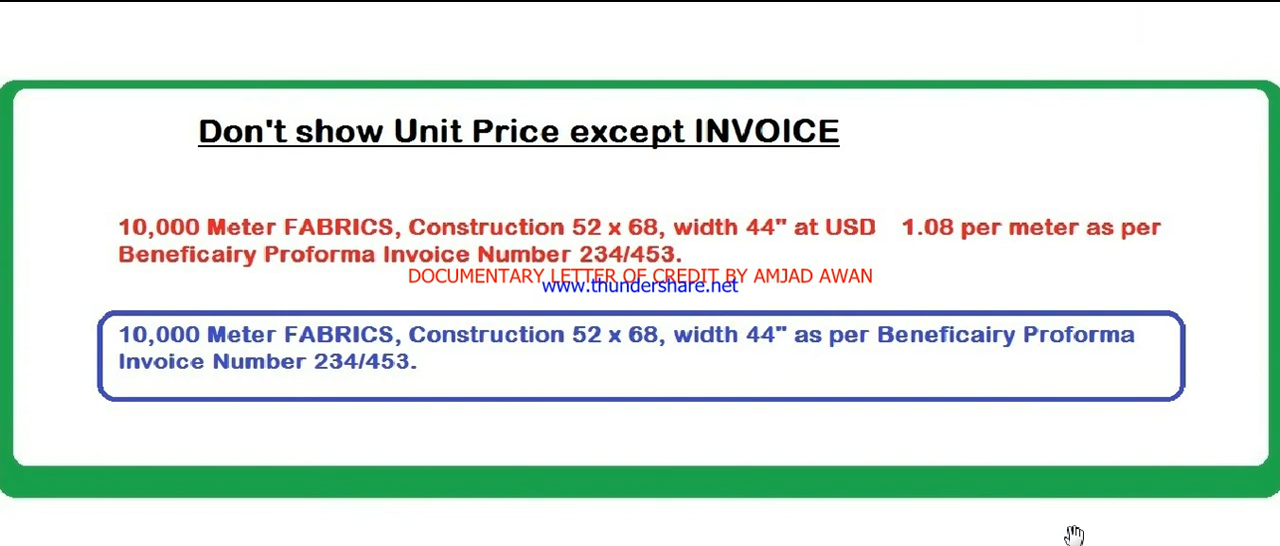 Don't show Unit Price except INVOICE
10,000 Meter FABRICS, Construction 52 x 68, width 44" at USD 1.08 per meter as per
Beneficairy Proforma Invoice Number 234/453.
DOCUMENTARY LETTER OF CREDIT BY AMJAD AWAN
www.thundershare.net
10,000 Meter FABRICS, Construction 52 x 68, width 44" as per Beneficairy Proforma
Invoice Number 234/453.